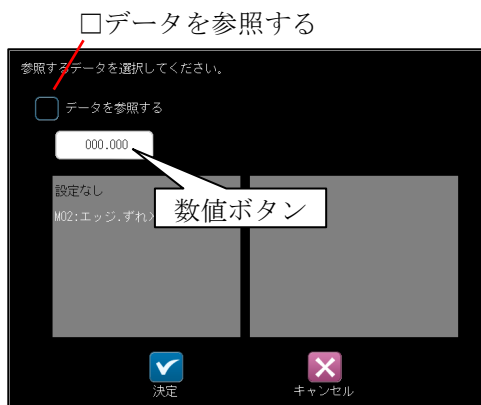 □データを参照する
参照するデータを選択してください。
データを参照する
000.000
設定なし
M02:エッジ.ずれX
数値ボタン
決定
キャンセル